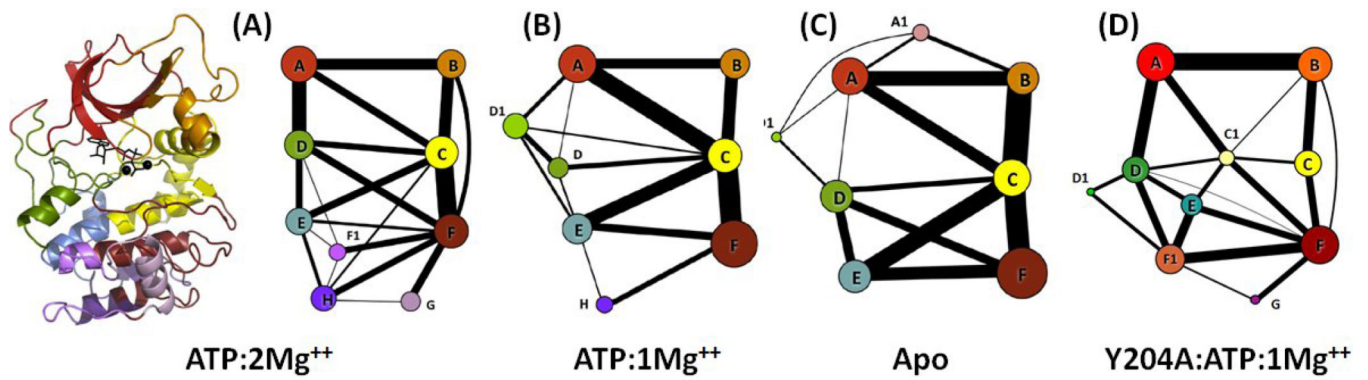 (A)
A
B
C
D
E
F
F1
G
H
ATP:2Mg++
(B)
A
B
C
D1
D
E
F
H
ATP:1Mg++
(C)
A1
A
B
C
D
E
F
Apo
(D)
A
B
C1
C
D
D1
E
F
F1
G
Y204A:ATP:1Mg++